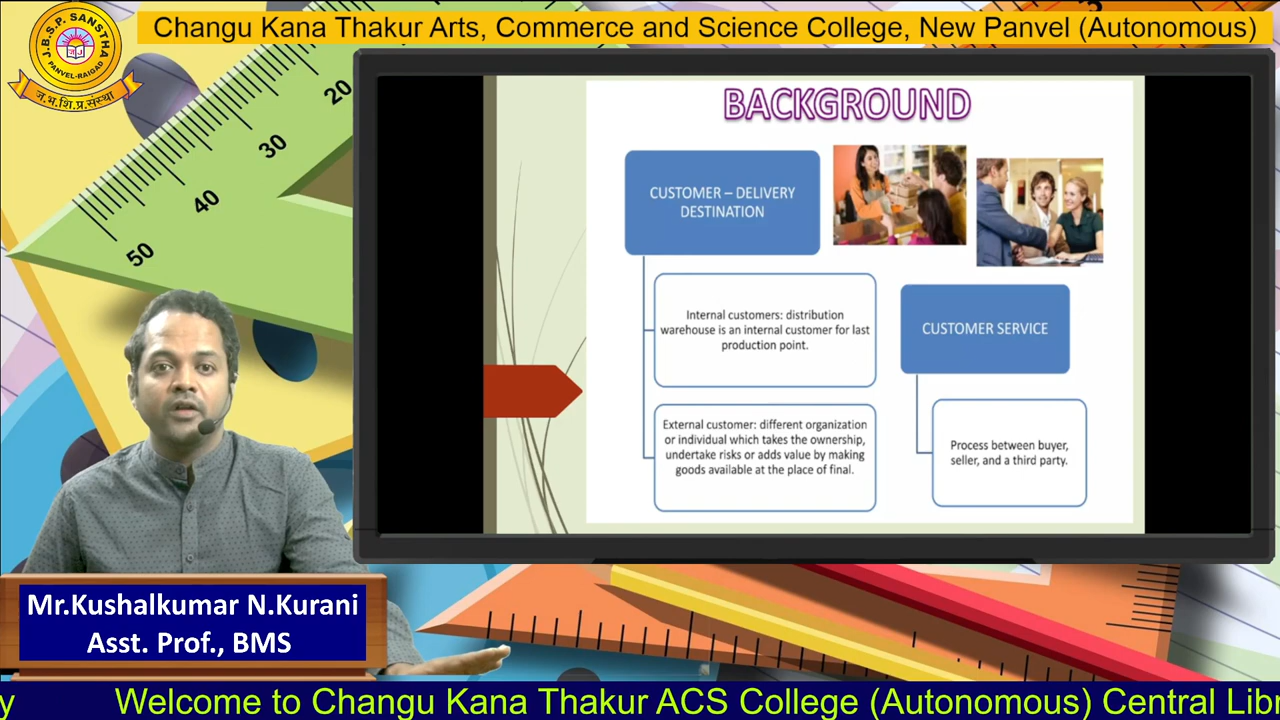 Changu Kana Thakur Arts, Commerce and Science College, New Panvel (Autonomous)
J.B.S.P. SANSTHA
PANVEL-RAIGAD
ज.भ.शि.प्र.संस्था
20
30
40
50
BACKGROUND
CUSTOMER – DELIVERY
DESTINATION
Internal customers: distribution
warehouse is an internal customer for last
production point.
External customer: different organization
or individual which takes the ownership,
undertake risks or adds value by making
goods available at the place of final.
CUSTOMER SERVICE
Process between buyer,
seller, and a third party.
Mr.Kushalkumar N.Kurani
Asst. Prof., BMS
y Welcome to Changu Kana Thakur ACS College (Autonomous) Central Libr